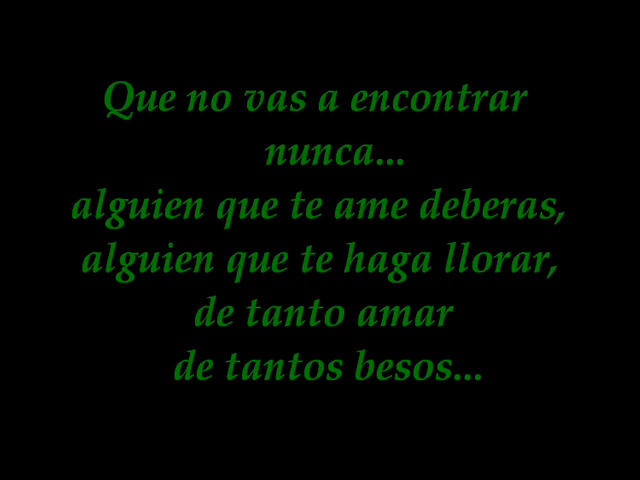 Que no vas a encontrar
nunca...
alguien que te ame deberas,
alguien que te haga llorar,
de tanto amar
de tantos besos...